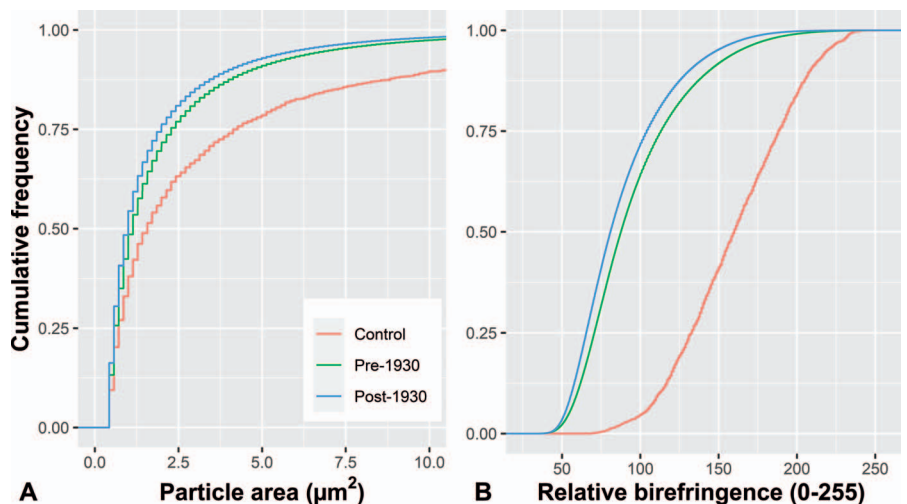 Cumulative frequency
1.00
0.75
0.50
0.25
0.00
0.0 2.5 5.0 7.5 10.0
A Particle area (µm²)
Control
Pre-1930
Post-1930
1.00
0.75
0.50
0.25
0.00
50 100 150 200 250
B Relative birefringence (0-255)